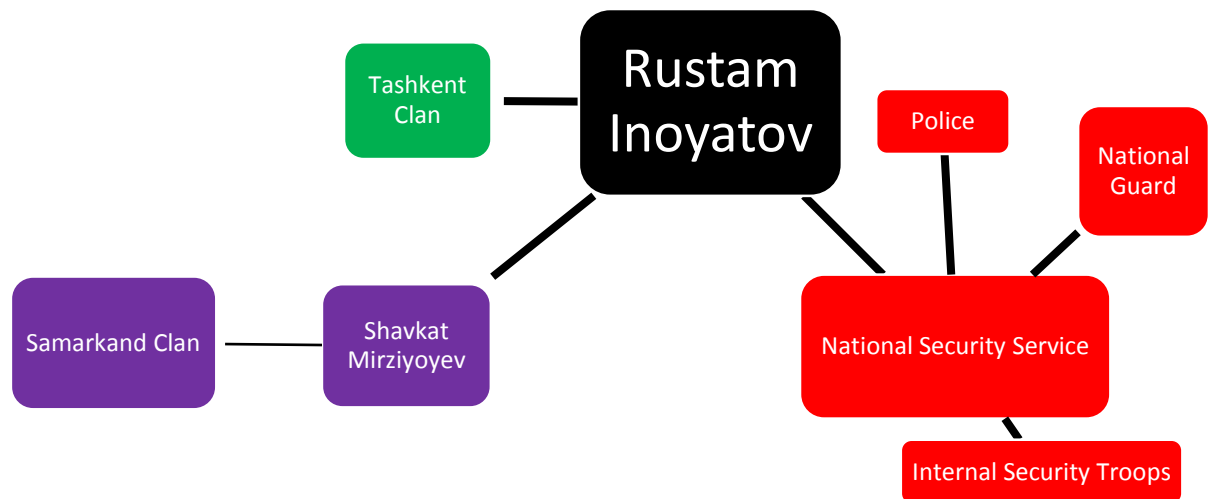 Rustam
Inoyatov
Tashkent
Clan
Police
National
Guard
Samarkand Clan
Shavkat
Mirziyoyev
National Security Service
Internal Security Troops